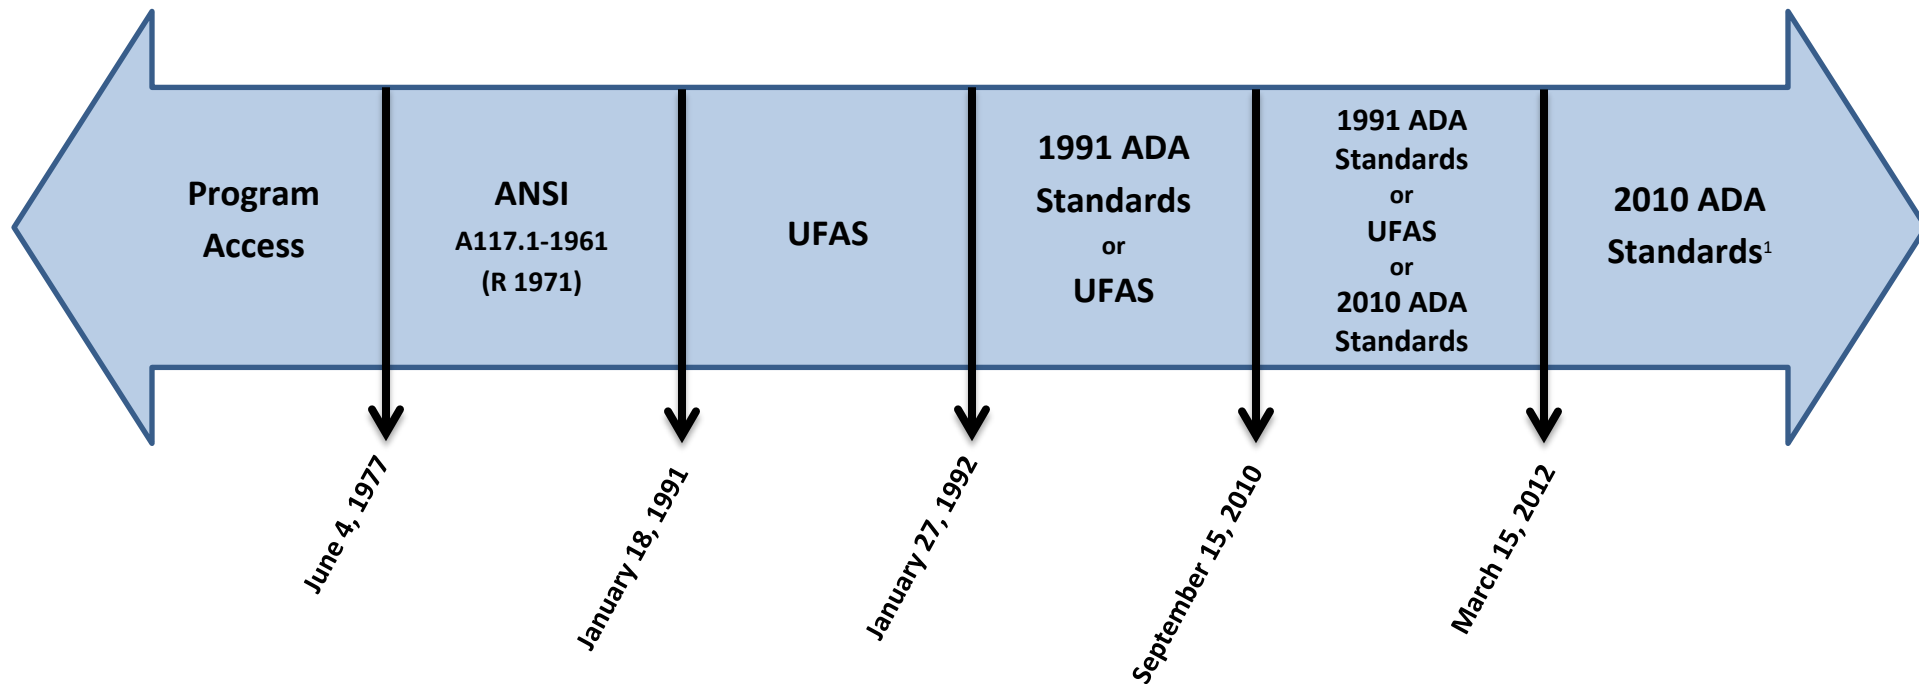 Program
Access
ANSI
A117.1-1961
(R 1971)
UFAS
1991 ADA
Standards
or
UFAS
1991 ADA
Standards
or
UFAS
or
2010 ADA
Standards
2010 ADA
Standards¹
June 4, 1977
January 18, 1991
January 27, 1992
September 15, 2010
March 15, 2012